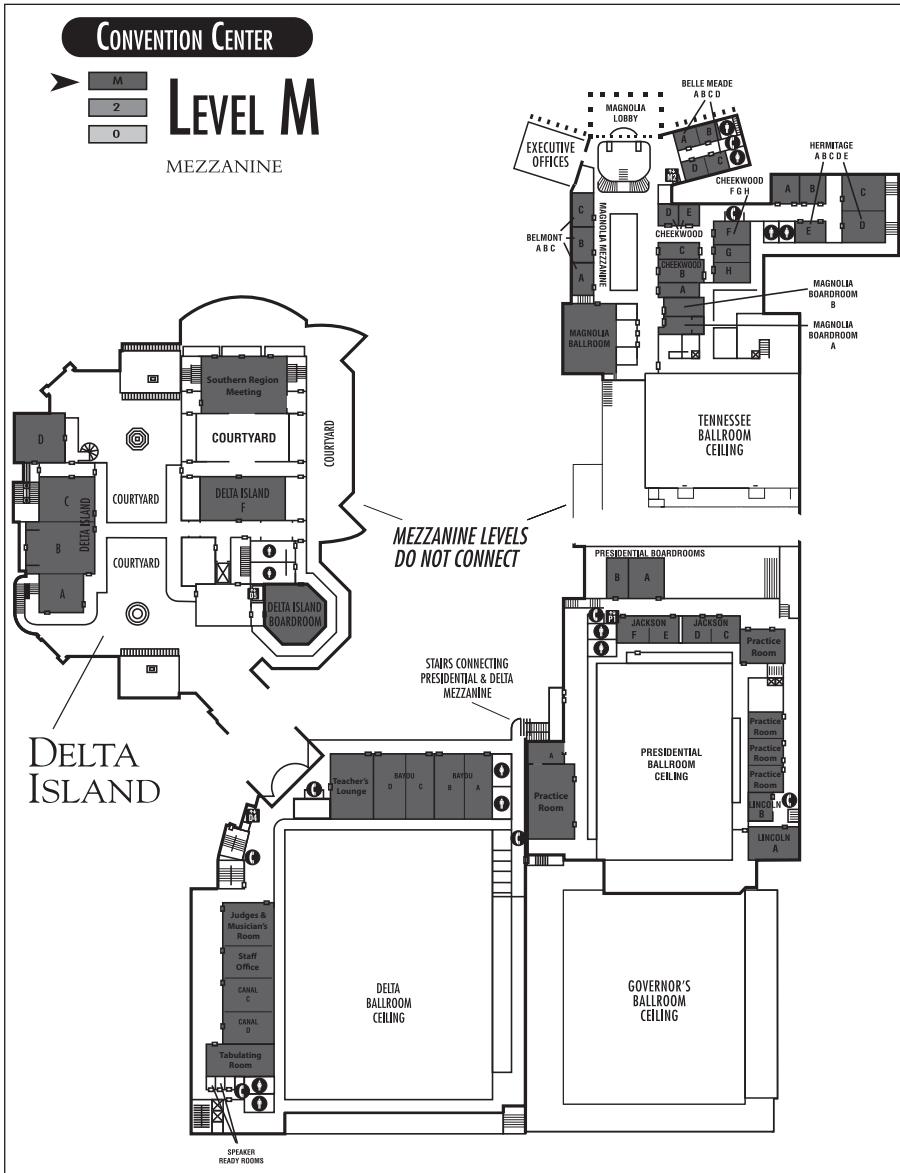 CONVENTION CENTER
M
2
0
LEVEL M
MEZZANINE
BELLE MEADE
A B C D
MAGNOLIA
LOBBY
EXECUTIVE
OFFICES
A
B
D
C
M2
HERMITAGE
A B C D E
CHEEKWOOD
F G H
A
B
C
D
E
C
B
A
BELMONT
A B C
MAGNOLIA MEZZANINE
D
E
CHEEKWOOD
F
G
H
C
CHEEKWOOD
B
A
MAGNOLIA
BOARDROOM
B
MAGNOLIA
BOARDROOM
A
MAGNOLIA
BALLROOM
TENNESSEE
BALLROOM
CEILING
Southern Region
Meeting
COURTYARD
COURTYARD
D
C
B
A
DELTA ISLAND
COURTYARD
COURTYARD
DELTA ISLAND
F
DELTA ISLAND
BOARDROOM
MEZZANINE LEVELS
DO NOT CONNECT
DELTA
ISLAND
PRESIDENTIAL BOARDROOMS
B
A
JACKSON
F
E
JACKSON
D
C
Practice
Room
STAIRS CONNECTING
PRESIDENTIAL & DELTA
MEZZANINE
PRESIDENTIAL
BALLROOM
CEILING
Practice
Room
Practice
Room
Practice
Room
LINCOLN
B
LINCOLN
A
A
Practice
Room
Teacher's
Lounge
BAYOU
D
C
BAYOU
B
A
Judges &
Musician's
Room
Staff
Office
CANAL
C
CANAL
D
Tabulating
Room
DELTA
BALLROOM
CEILING
GOVERNOR'S
BALLROOM
CEILING
SPEAKER
READY ROOMS